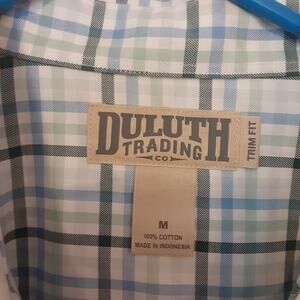 DULUTH
TRADING
CO
TRIM FIT
M
100% COTTON
MADE IN INDONESIA